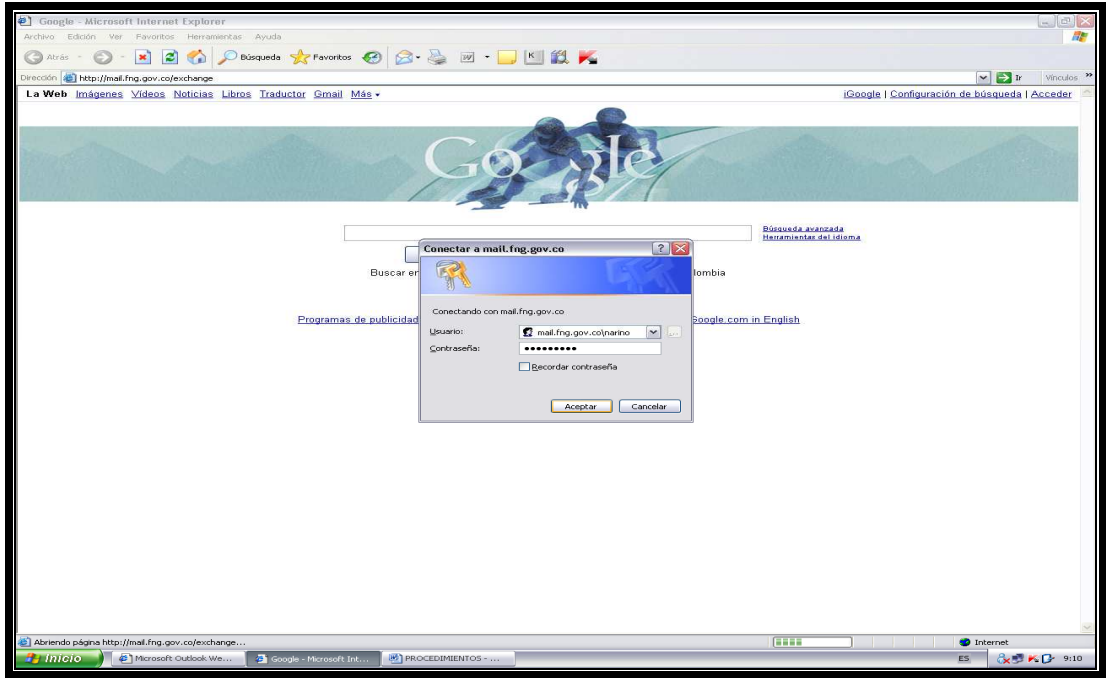 Google - Microsoft Internet Explorer
Archivo Edición Ver Favoritos Herramientas Ayuda
Atrás Búsqueda Favoritos
Dirección http://mail.fng.gov.co/exchange Ir Vínculos
La Web Imágenes Vídeos Noticias Libros Traductor Gmail Más iGoogle | Configuración de búsqueda | Acceder
Google
Búsqueda avanzada
Herramientas del idioma
Conectar a mail.fng.gov.co
Buscar en lombia
Conectando con mail.fng.gov.co
Programas de publicidad Google.com in English
Usuario: mail.fng.gov.co\narino
Contraseña: •••••••••
Recordar contraseña
Aceptar Cancelar
Abriendo página http://mail.fng.gov.co/exchange... Internet
Inicio Microsoft Outlook We... Google - Microsoft Int... PROCEDIMIENTOS - ... ES 9:10